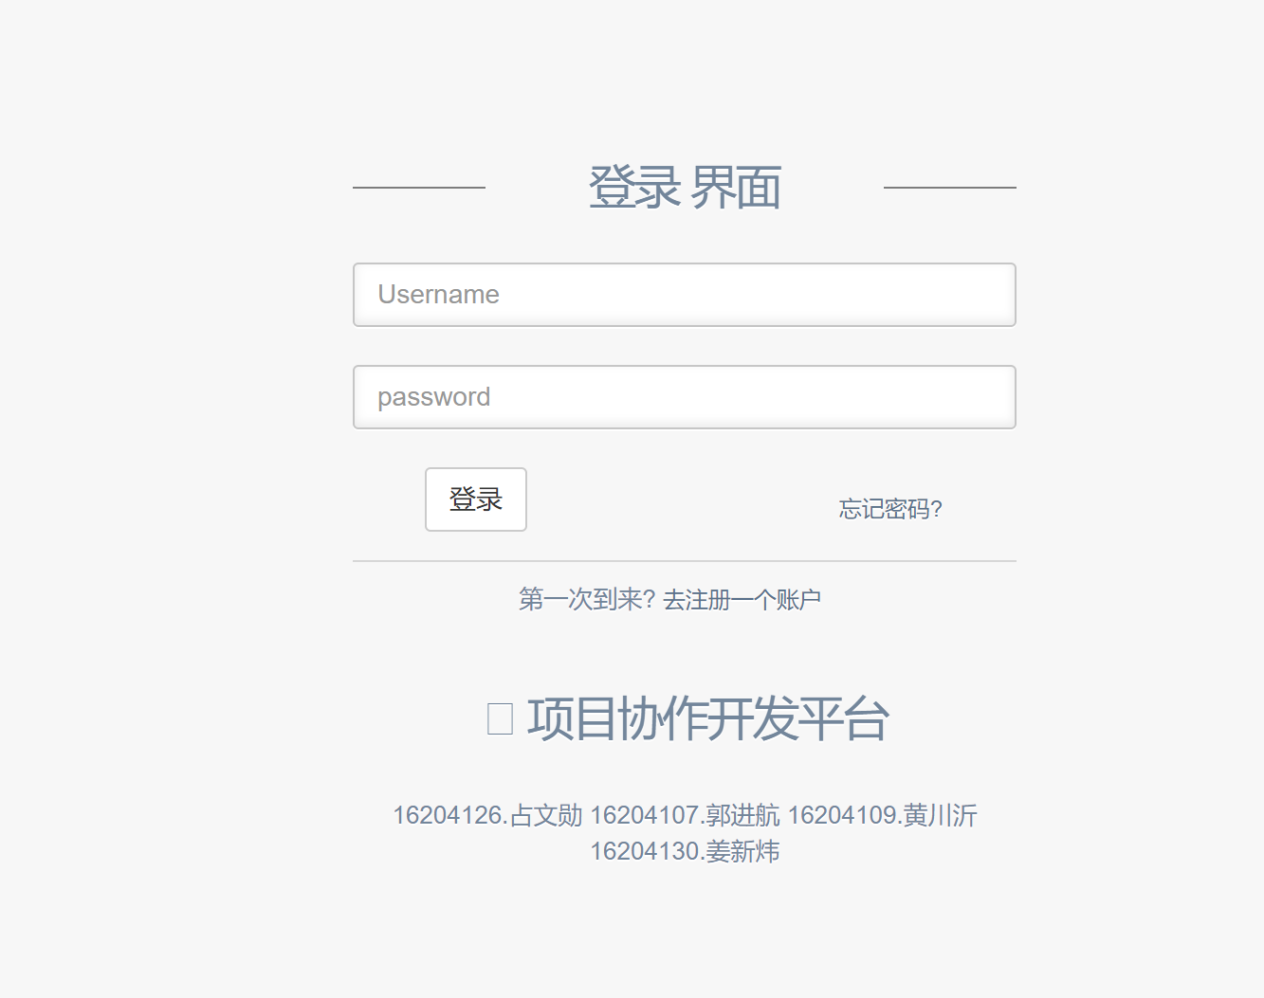 登录 界面
Username
password
登录
忘记密码?
第一次到来? 去注册一个账户
项目协作开发平台
16204126.占文勋 16204107.郭进航 16204109.黄川沂
16204130.姜新炜